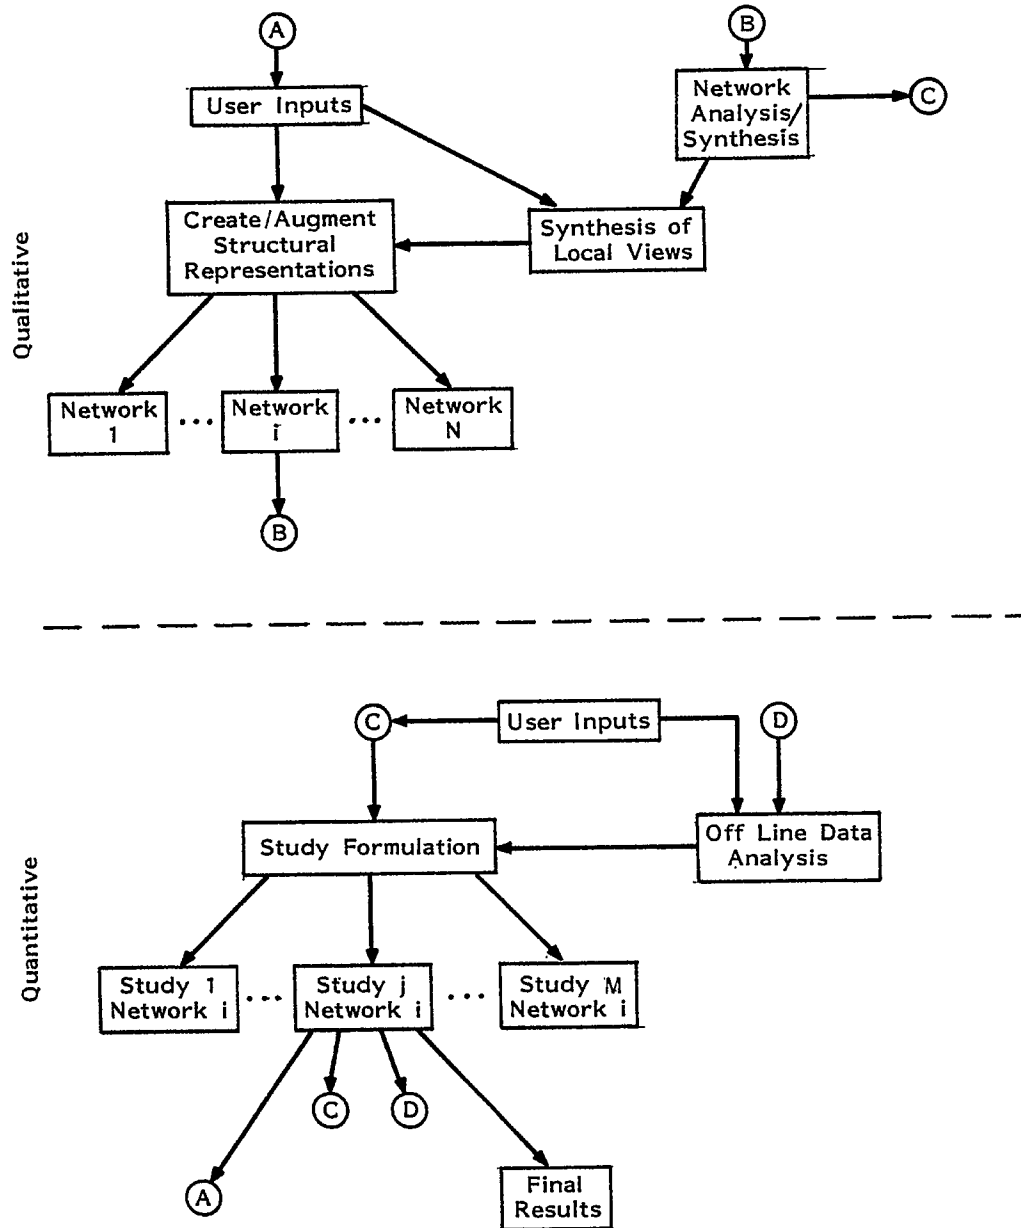 A
B
User Inputs
Network
Analysis/
Synthesis
C
Create/Augment
Structural
Representations
Synthesis of
Local Views
Qualitative
Network
1
...
Network
i
...
Network
N
B
C
User Inputs
D
Study Formulation
Off Line Data
Analysis
Quantitative
Study 1
Network i
...
Study j
Network i
...
Study M
Network i
C
D
A
Final
Results